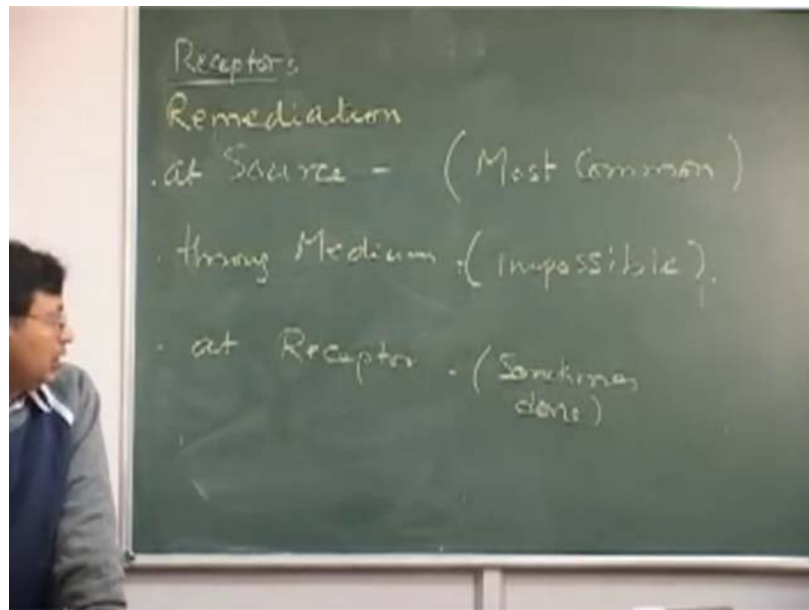 Receptors
Remediation
. at Source - (Most Common)
. throug Medium . (impossible).
. at Receptor . (Sometimes
done)